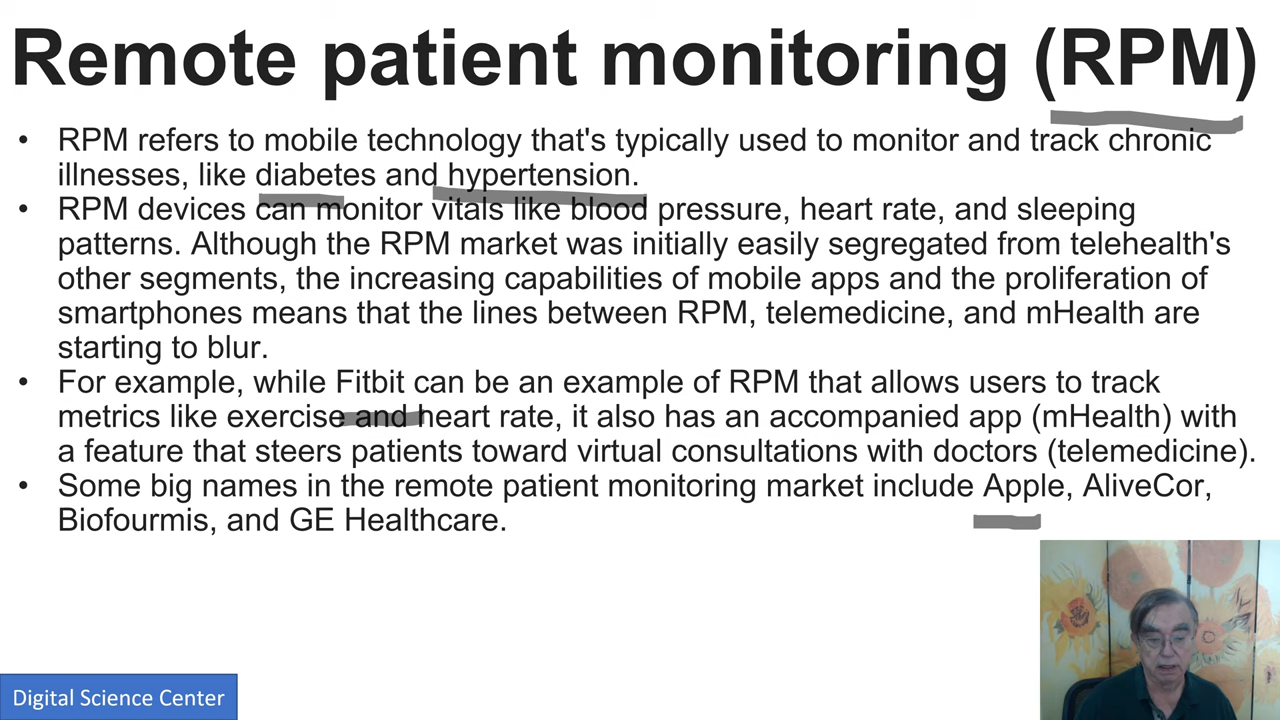 Remote patient monitoring (RPM)
• RPM refers to mobile technology that's typically used to monitor and track chronic
illnesses, like diabetes and hypertension.
• RPM devices can monitor vitals like blood pressure, heart rate, and sleeping
patterns. Although the RPM market was initially easily segregated from telehealth's
other segments, the increasing capabilities of mobile apps and the proliferation of
smartphones means that the lines between RPM, telemedicine, and mHealth are
starting to blur.
• For example, while Fitbit can be an example of RPM that allows users to track
metrics like exercise and heart rate, it also has an accompanied app (mHealth) with
a feature that steers patients toward virtual consultations with doctors (telemedicine).
• Some big names in the remote patient monitoring market include Apple, AliveCor,
Biofourmis, and GE Healthcare.
Digital Science Center